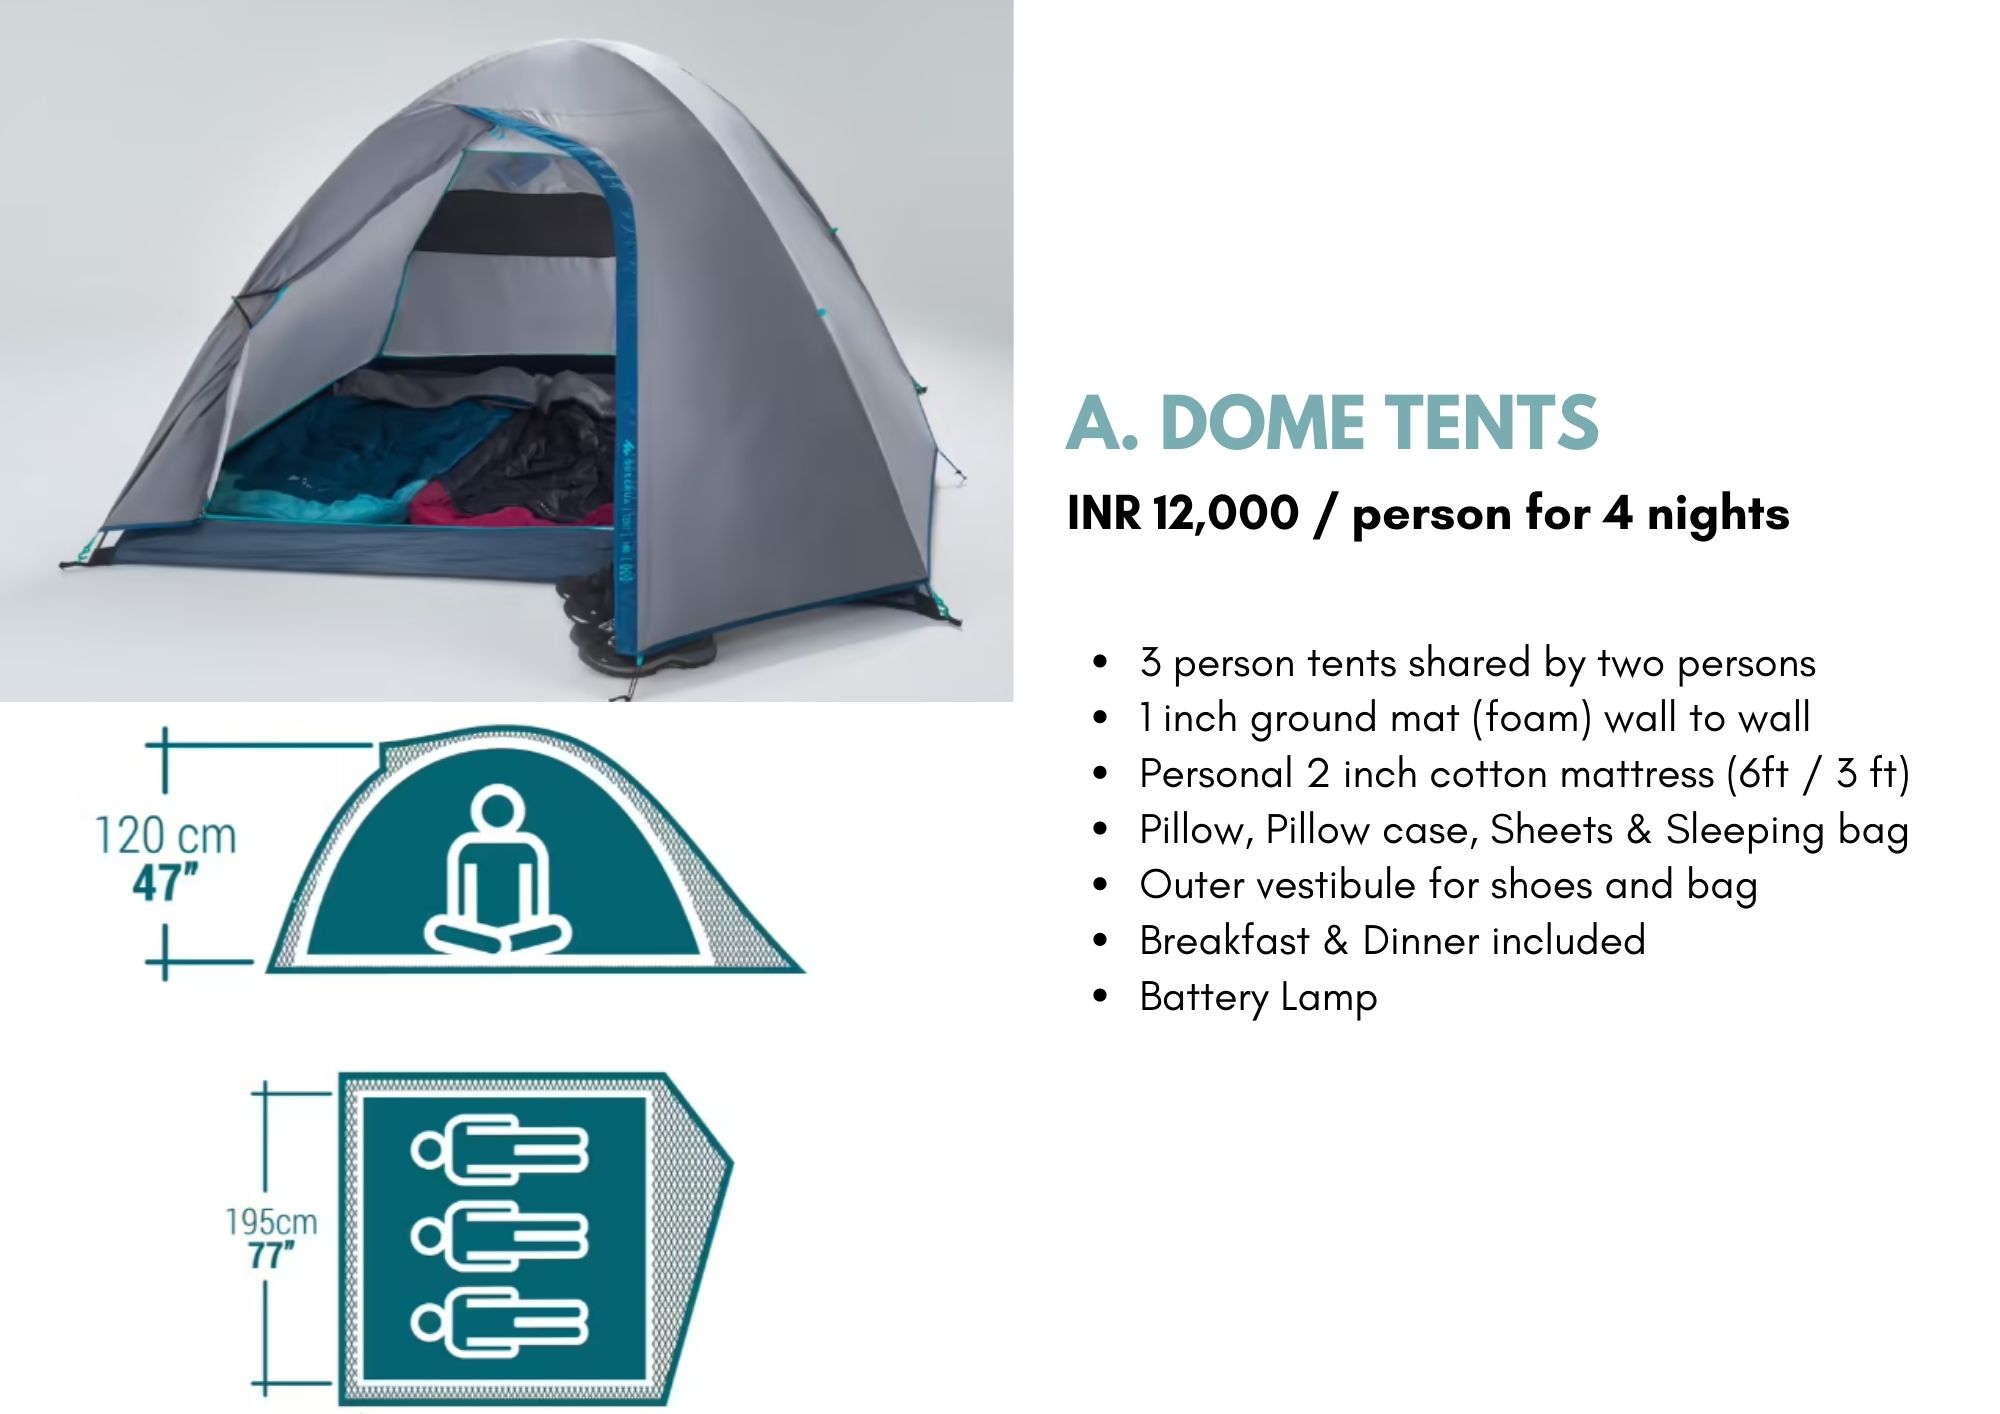 A. DOME TENTS
INR 12,000 / person for 4 nights
3 person tents shared by two persons
1 inch ground mat (foam) wall to wall
Personal 2 inch cotton mattress (6ft / 3 ft)
Pillow, Pillow case, Sheets & Sleeping bag
Outer vestibule for shoes and bag
Breakfast & Dinner included
Battery Lamp
120 cm
47”
195cm
77”